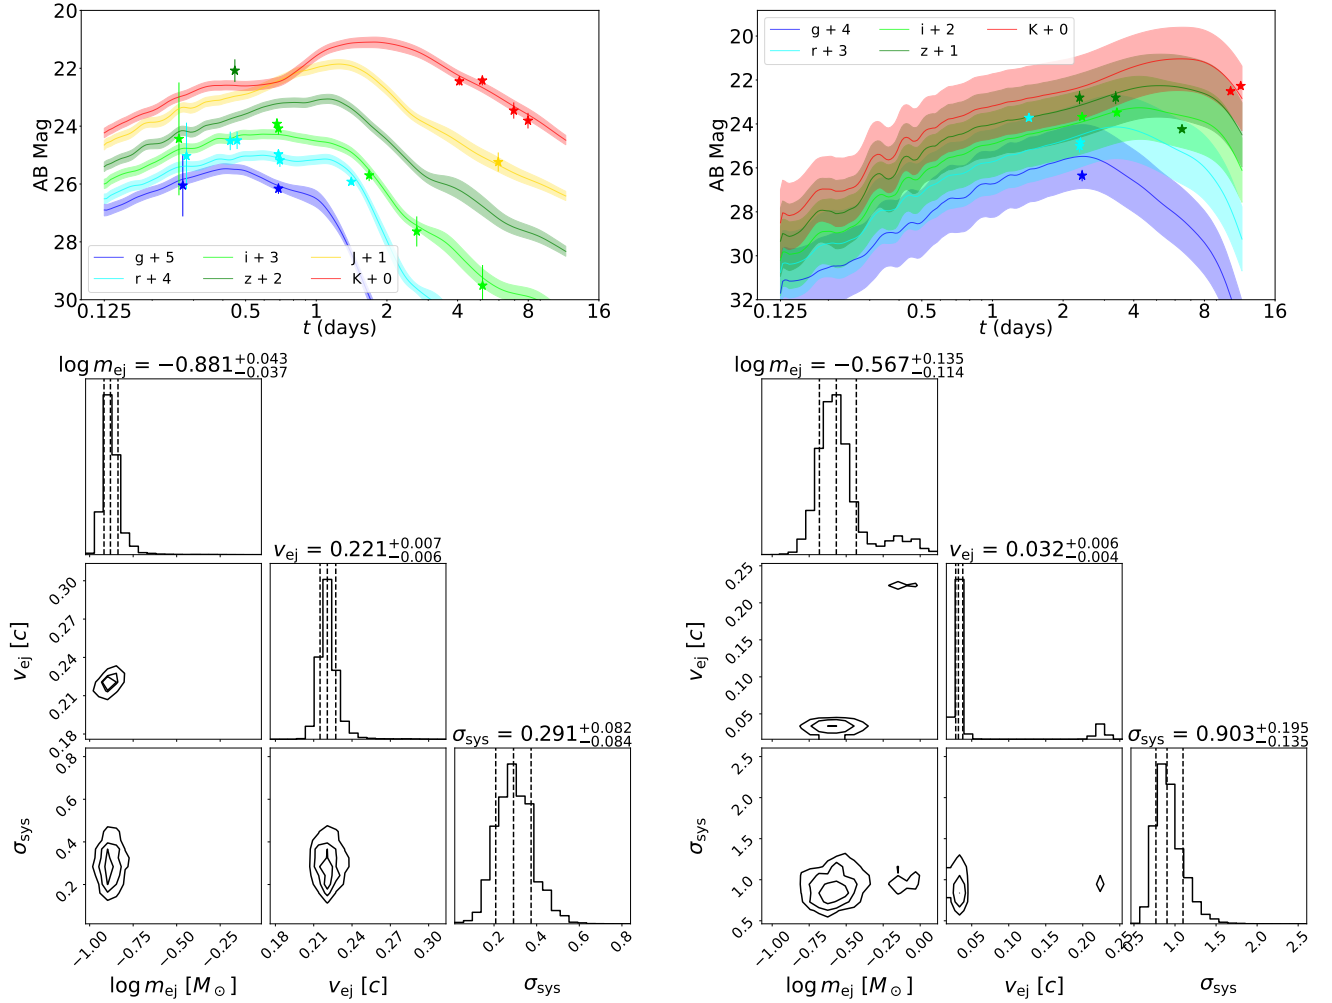 20
22
24
26
28
30
AB Mag
g + 5
r + 4
i + 3
z + 2
J + 1
K + 0
0.125
0.5
1
2
4
8
16
t (days)
20
22
24
26
28
30
32
AB Mag
g + 4
r + 3
i + 2
z + 1
K + 0
0.125
0.5
1
2
4
8
16
t (days)
log m_ej = −0.881^{+0.043}_{−0.037}
v_ej = 0.221^{+0.007}_{−0.006}
σ_sys = 0.291^{+0.082}_{−0.084}
0.30
0.27
0.24
0.21
0.18
v_ej [c]
0.8
0.6
0.4
0.2
σ_sys
−1.00
−0.75
−0.50
−0.25
log m_ej [M_⊙]
0.18
0.21
0.24
0.27
0.30
v_ej [c]
0.2
0.4
0.6
0.8
σ_sys
log m_ej = −0.567^{+0.135}_{−0.114}
v_ej = 0.032^{+0.006}_{−0.004}
σ_sys = 0.903^{+0.195}_{−0.135}
0.25
0.20
0.15
0.10
0.05
v_ej [c]
2.5
2.0
1.5
1.0
0.5
σ_sys
−1.00
−0.75
−0.50
−0.25
0.00
log m_ej [M_⊙]
0.05
0.10
0.15
0.20
0.25
v_ej [c]
0.5
1.0
1.5
2.0
2.5
σ_sys